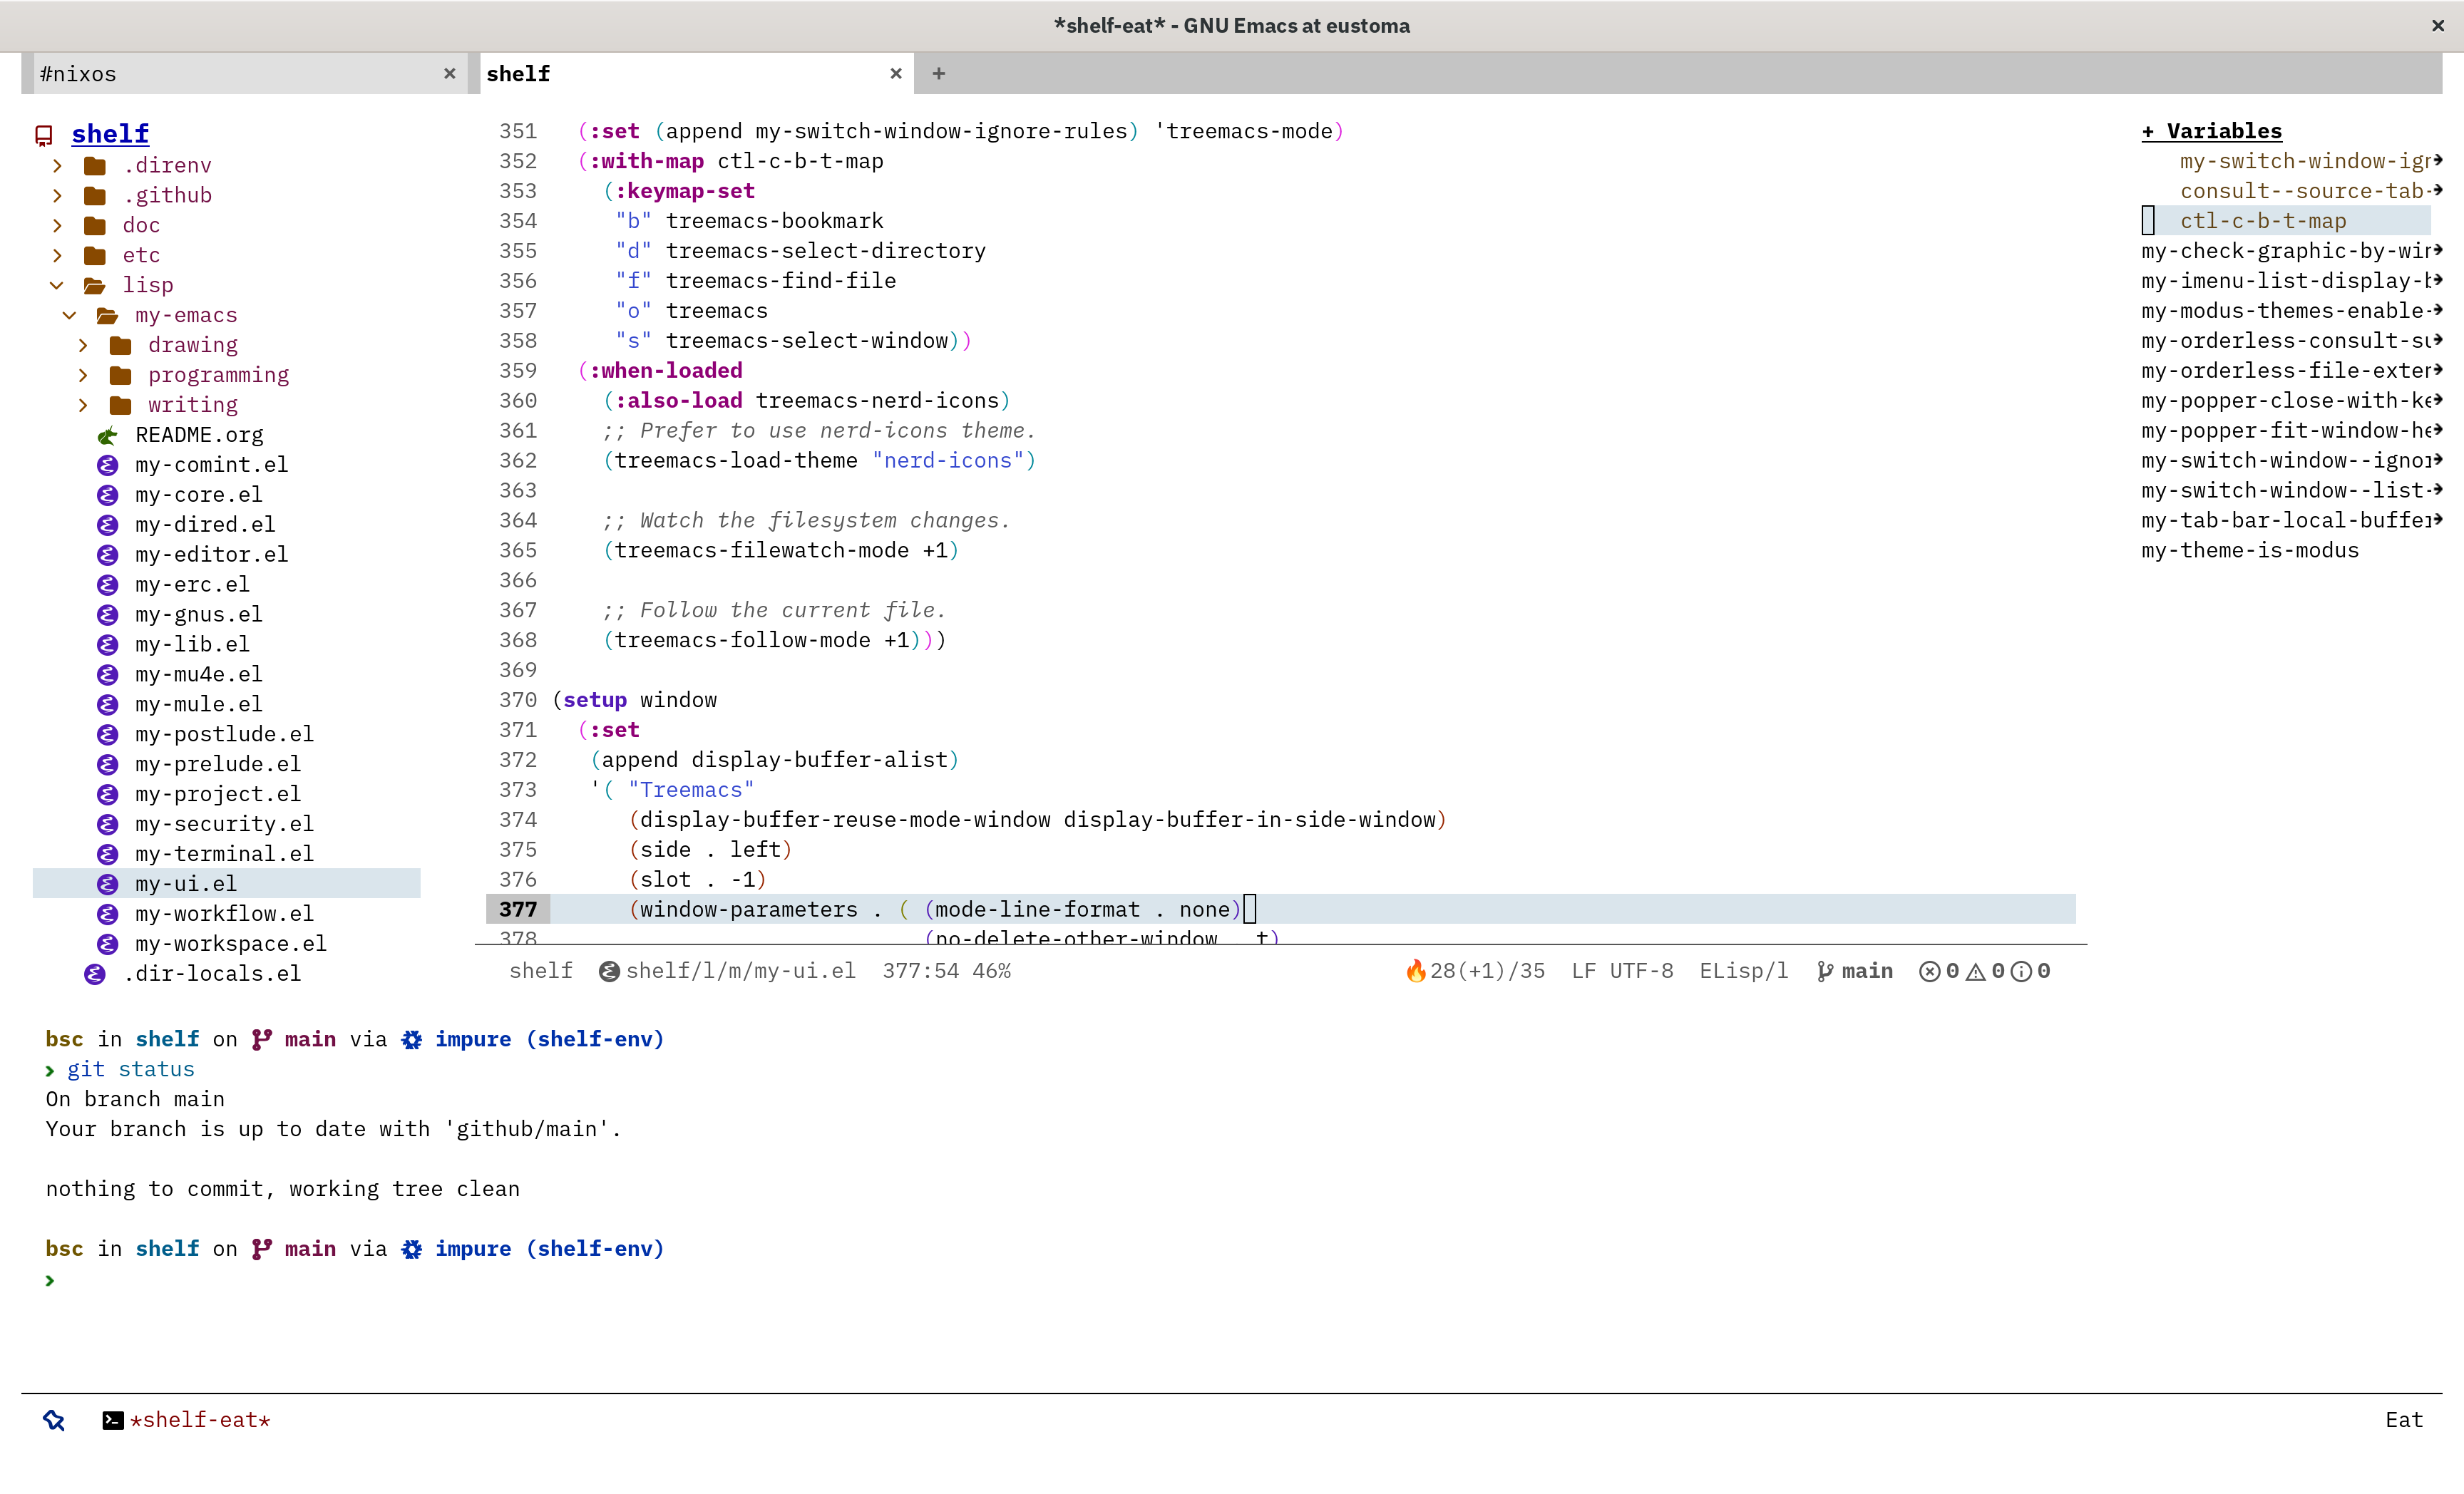 *shelf-eat* - GNU Emacs at eustoma
#nixos
shelf
shelf
.direnv
.github
doc
etc
lisp
my-emacs
drawing
programming
writing
README.org
my-comint.el
my-core.el
my-dired.el
my-editor.el
my-erc.el
my-gnus.el
my-lib.el
my-mu4e.el
my-mule.el
my-postlude.el
my-prelude.el
my-project.el
my-security.el
my-terminal.el
my-ui.el
my-workflow.el
my-workspace.el
.dir-locals.el
351 (:set (append my-switch-window-ignore-rules) 'treemacs-mode)
352 (:with-map ctl-c-b-t-map
353 (:keymap-set
354 "b" treemacs-bookmark
355 "d" treemacs-select-directory
356 "f" treemacs-find-file
357 "o" treemacs
358 "s" treemacs-select-window))
359 (:when-loaded
360 (:also-load treemacs-nerd-icons)
361 ;; Prefer to use nerd-icons theme.
362 (treemacs-load-theme "nerd-icons")
363
364 ;; Watch the filesystem changes.
365 (treemacs-filewatch-mode +1)
366
367 ;; Follow the current file.
368 (treemacs-follow-mode +1)))
369
370 (setup window
371 (:set
372 (append display-buffer-alist)
373 '( "Treemacs"
374 (display-buffer-reuse-mode-window display-buffer-in-side-window)
375 (side . left)
376 (slot . -1)
377 (window-parameters . ( (mode-line-format . none)
378 (no-delete-other-window t)
shelf shelf/l/m/my-ui.el 377:54 46% 🔥28(+1)/35 LF UTF-8 ELisp/l main 0 0 0
+ Variables
my-switch-window-ign
consult--source-tab-
ctl-c-b-t-map
my-check-graphic-by-win
my-imenu-list-display-b
my-modus-themes-enable-
my-orderless-consult-su
my-orderless-file-exten
my-popper-close-with-ke
my-popper-fit-window-he
my-switch-window--ignor
my-switch-window--list-
my-tab-bar-local-buffer
my-theme-is-modus
bsc in shelf on main via impure (shelf-env)
› git status
On branch main
Your branch is up to date with 'github/main'.
nothing to commit, working tree clean
bsc in shelf on main via impure (shelf-env)
›
*shelf-eat* Eat